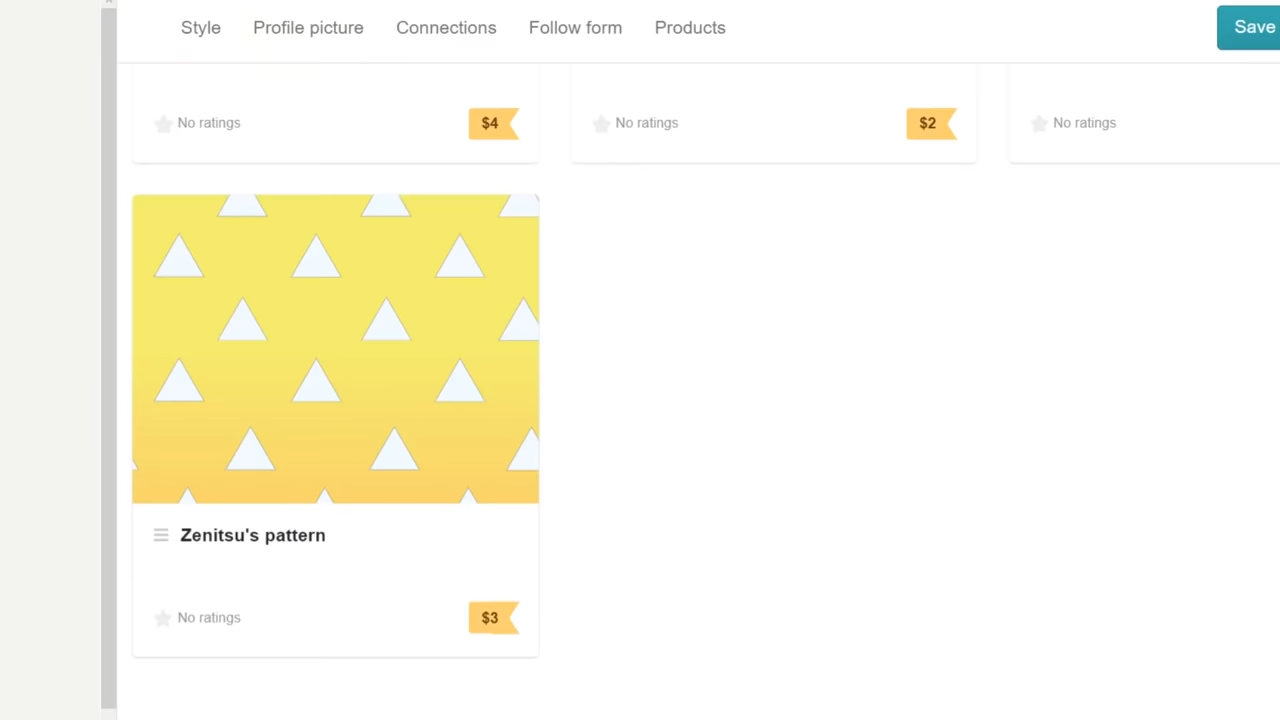 Style Profile picture Connections Follow form Products Save
No ratings $4 No ratings $2 No ratings
Zenitsu's pattern
No ratings $3